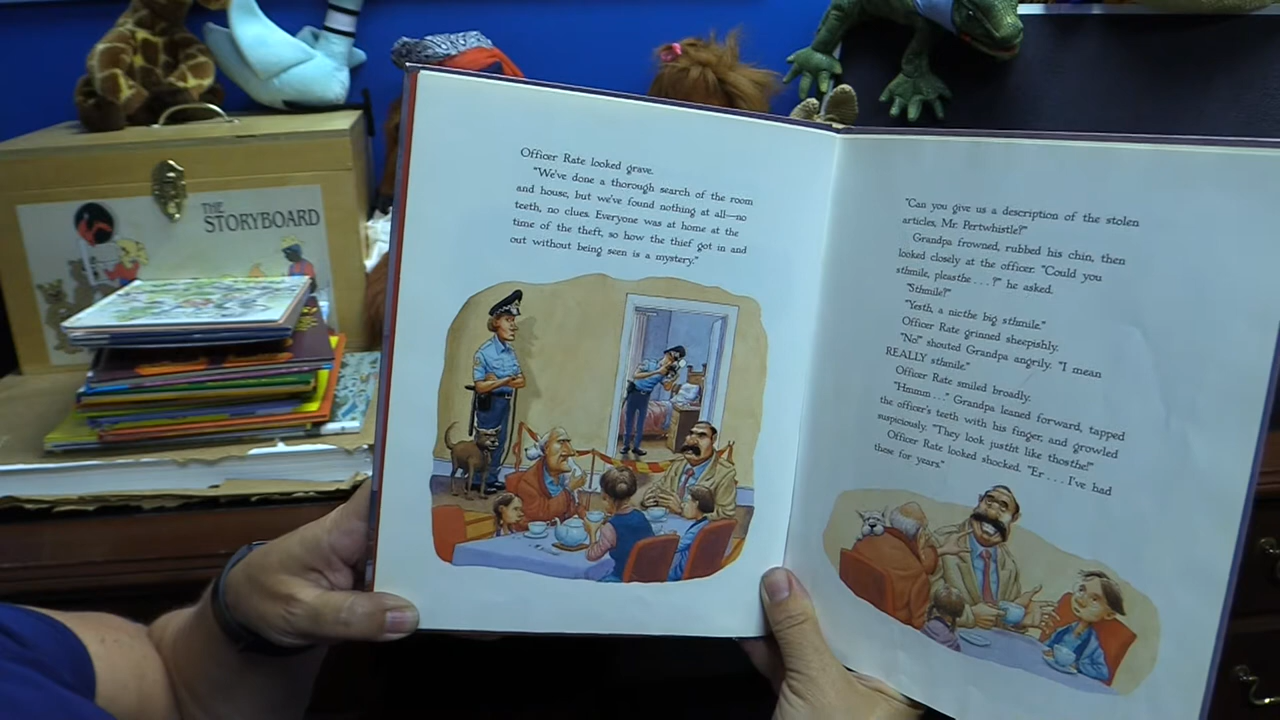 THE
STORYBOARD
Officer Rate looked grave.
"We've done a thorough search of the room
and house, but we've found nothing at all—no
teeth, no clues. Everyone was at home at the
time of the theft, so how the thief got in and
out without being seen is a mystery."
"Can you give us a description of the stolen
articles, Mr. Pertwhistle?"
Grandpa frowned, rubbed his chin, then
looked closely at the officer. "Could you
sthmile, pleasthe . . . ?" he asked.
"Sthmile?"
"Yesth, a nicthe big sthmile."
Officer Rate grinned sheepishly.
"No!" shouted Grandpa angrily. "I mean
REALLY sthmile."
Officer Rate smiled broadly.
"Hmmm . . ." Grandpa leaned forward, tapped
the officer's teeth with his finger, and growled
suspiciously. "They look justht like thosthe!"
Officer Rate looked shocked. "Er . . . I've had
these for years."